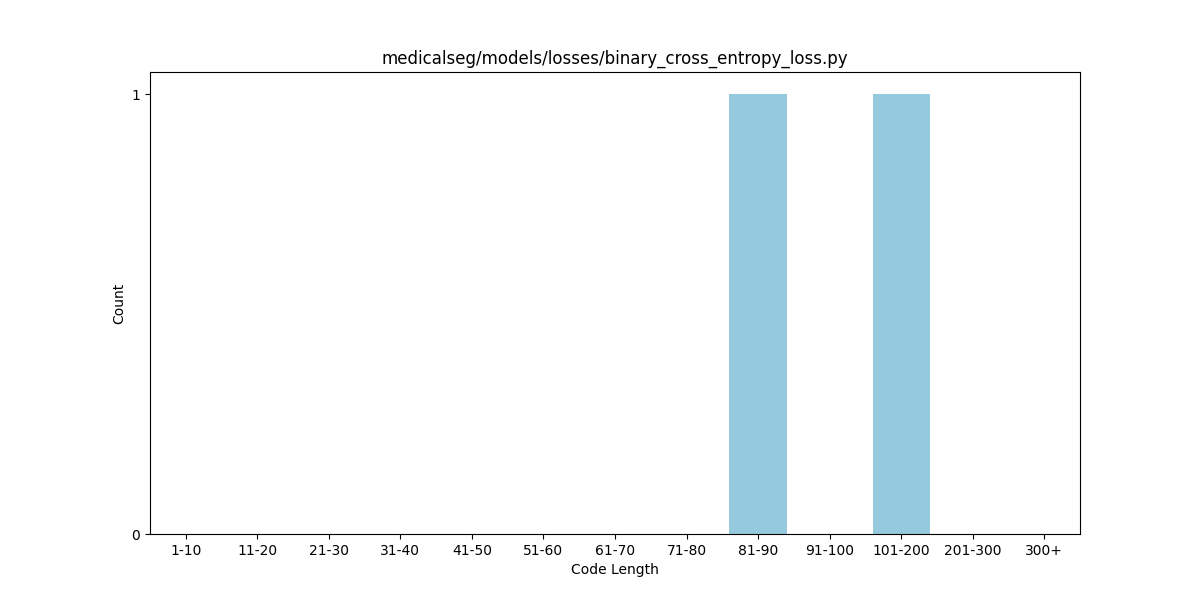 medicalseg/models/losses/binary_cross_entropy_loss.py
1
Count
0
1-10 11-20 21-30 31-40 41-50 51-60 61-70 71-80 81-90 91-100 101-200 201-300 300+
Code Length